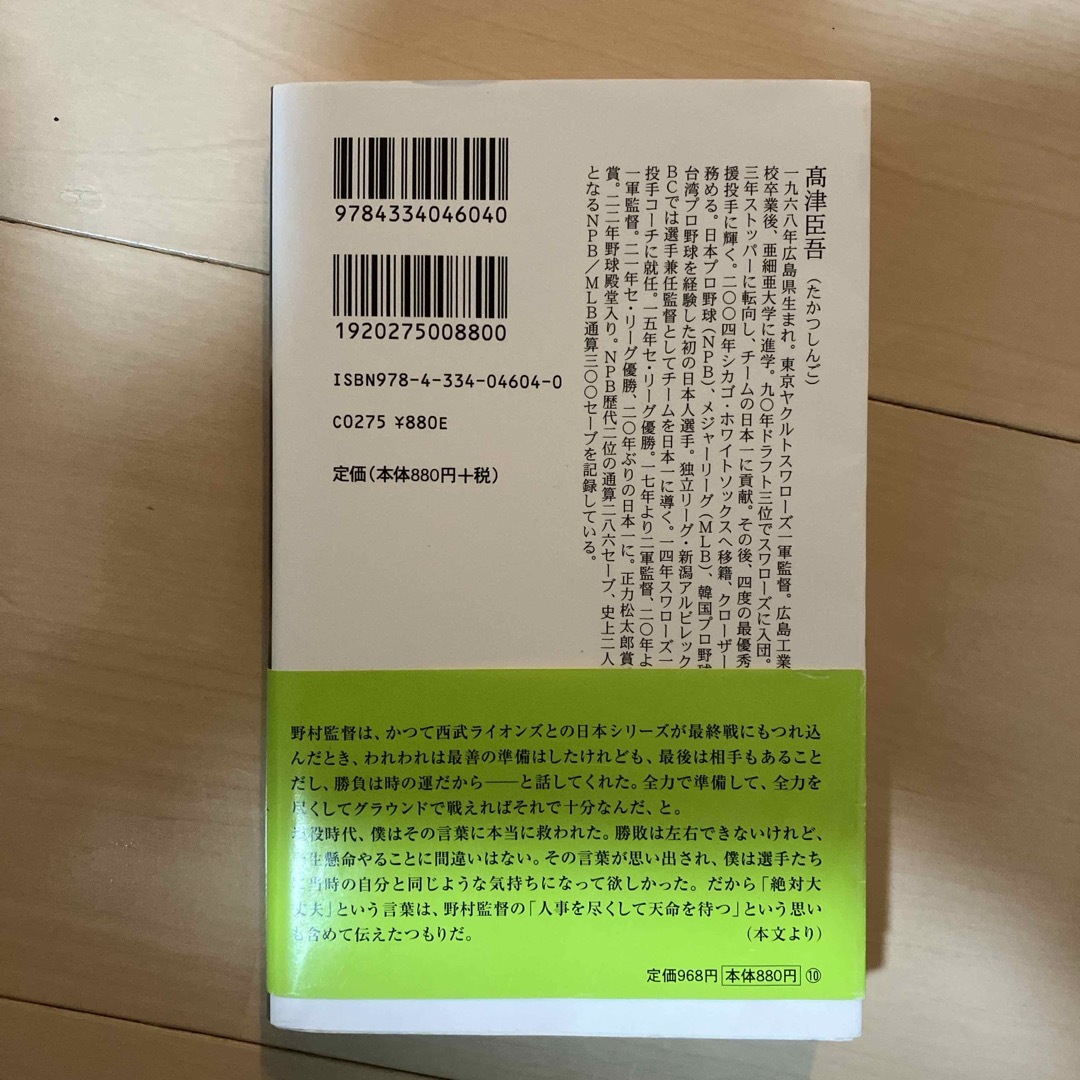 9784334046040
1920275008800
ISBN978-4-334-04604-0
C0275 ¥880E
定価(本体880円+税)
髙津臣吾(たかつしんご)
一九六八年広島県生まれ。東京ヤクルトスワローズ一軍監督。広島工業
校卒業後、亜細亜大学に進学。九〇年ドラフト三位でスワローズに入団。
三年ストッパーに転向し、チームの日本一に貢献。その後、四度の最優秀
援投手に輝く。二〇〇四年シカゴ・ホワイトソックスへ移籍、クローザー
務める。日本プロ野球(NPB)、メジャーリーグ(MLB)、韓国プロ野球
台湾プロ野球を経験した初の日本人選手。独立リーグ・新潟アルビレック
BCでは選手兼任監督としてチームを日本一に導く。一四年スワローズ一
投手コーチに就任。一五年セ・リーグ優勝。一七年より二軍監督、二〇年よ
一軍監督。二一年セ・リーグ優勝、二〇年ぶりの日本一に。正力松太郎賞
賞。二二年野球殿堂入り。NPB歴代二位の通算二八六セーブ、史上二人
となるNPB/MLB通算三〇〇セーブを記録している。
野村監督は、かつて西武ライオンズとの日本シリーズが最終戦にもつれ込
んだとき、われわれは最善の準備はしたけれども、最後は相手もあること
だし、勝負は時の運だから——と話してくれた。全力で準備して、全力を
尽くしてグラウンドで戦えればそれで十分なんだ、と。
現役時代、僕はその言葉に本当に救われた。勝敗は左右できないけれど、
一生懸命やることに間違いはない。その言葉が思い出され、僕は選手たち
に当時の自分と同じような気持ちになって欲しかった。だから「絶対大
丈夫」という言葉は、野村監督の「人事を尽くして天命を待つ」という思い
も含めて伝えたつもりだ。 (本文より)
定価968円 本体880円 ⑩